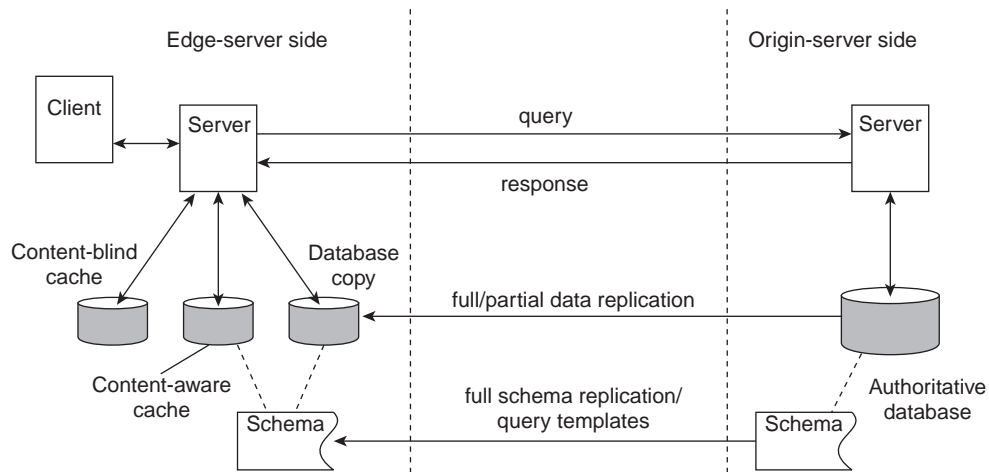 Edge-server side
Origin-server side
Client
Server
query
Server
response
Content-blind
cache
Database
copy
full/partial data replication
Content-aware
cache
Authoritative
database
full schema replication/
query templates
Schema
Schema